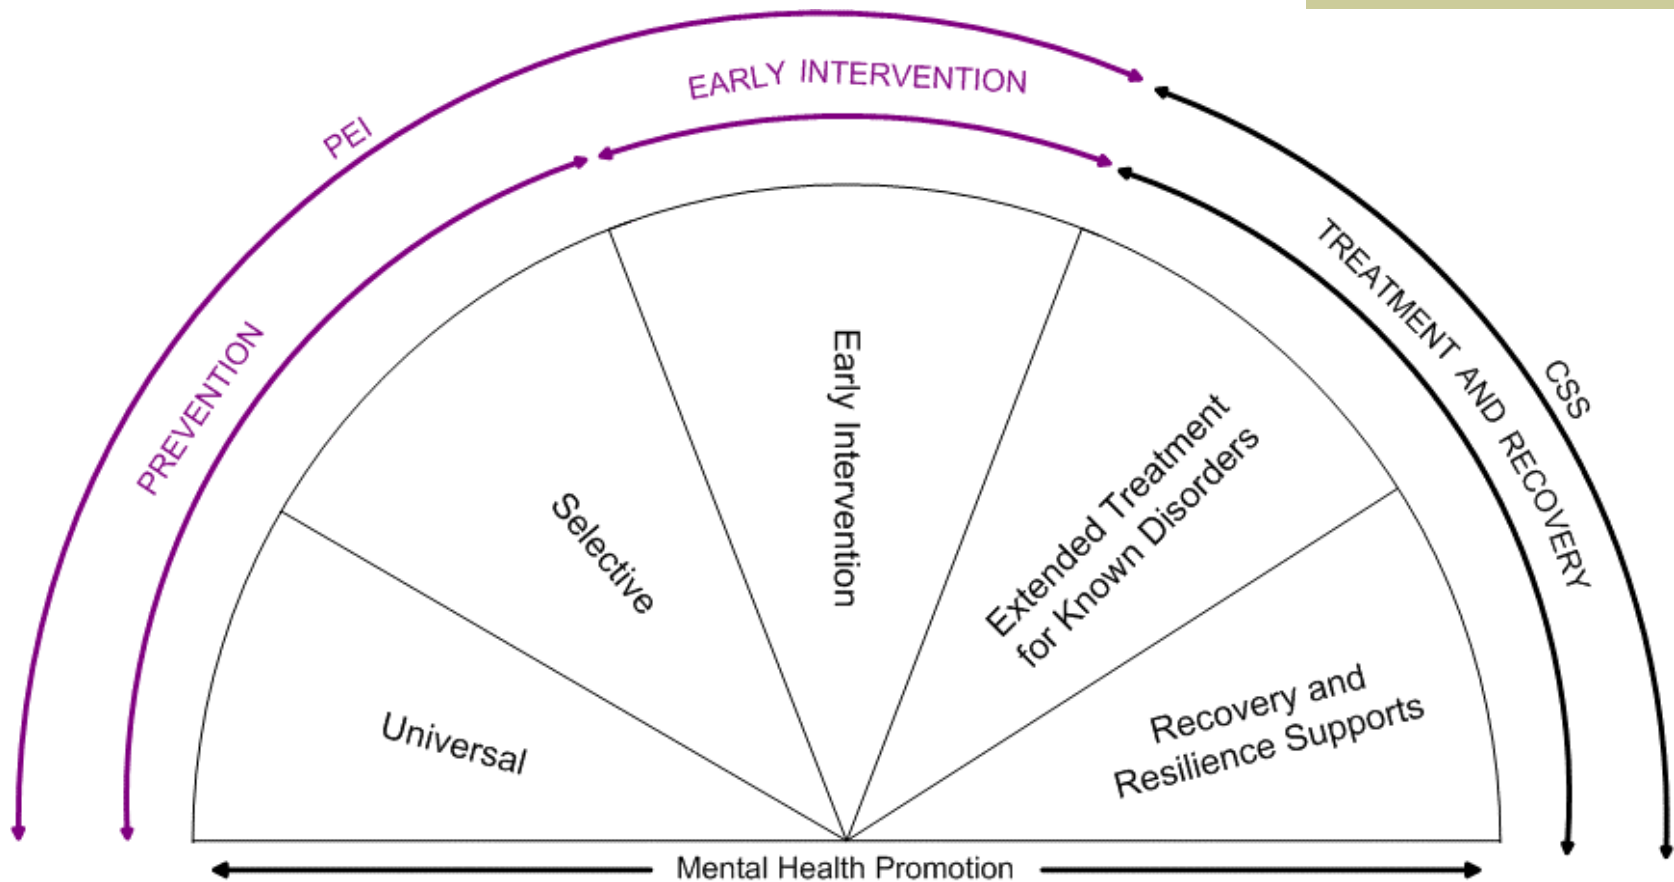 PEI
EARLY INTERVENTION
PREVENTION
TREATMENT AND RECOVERY
CSS
Universal
Selective
Early Intervention
Extended Treatment
for Known Disorders
Recovery and
Resilience Supports
Mental Health Promotion